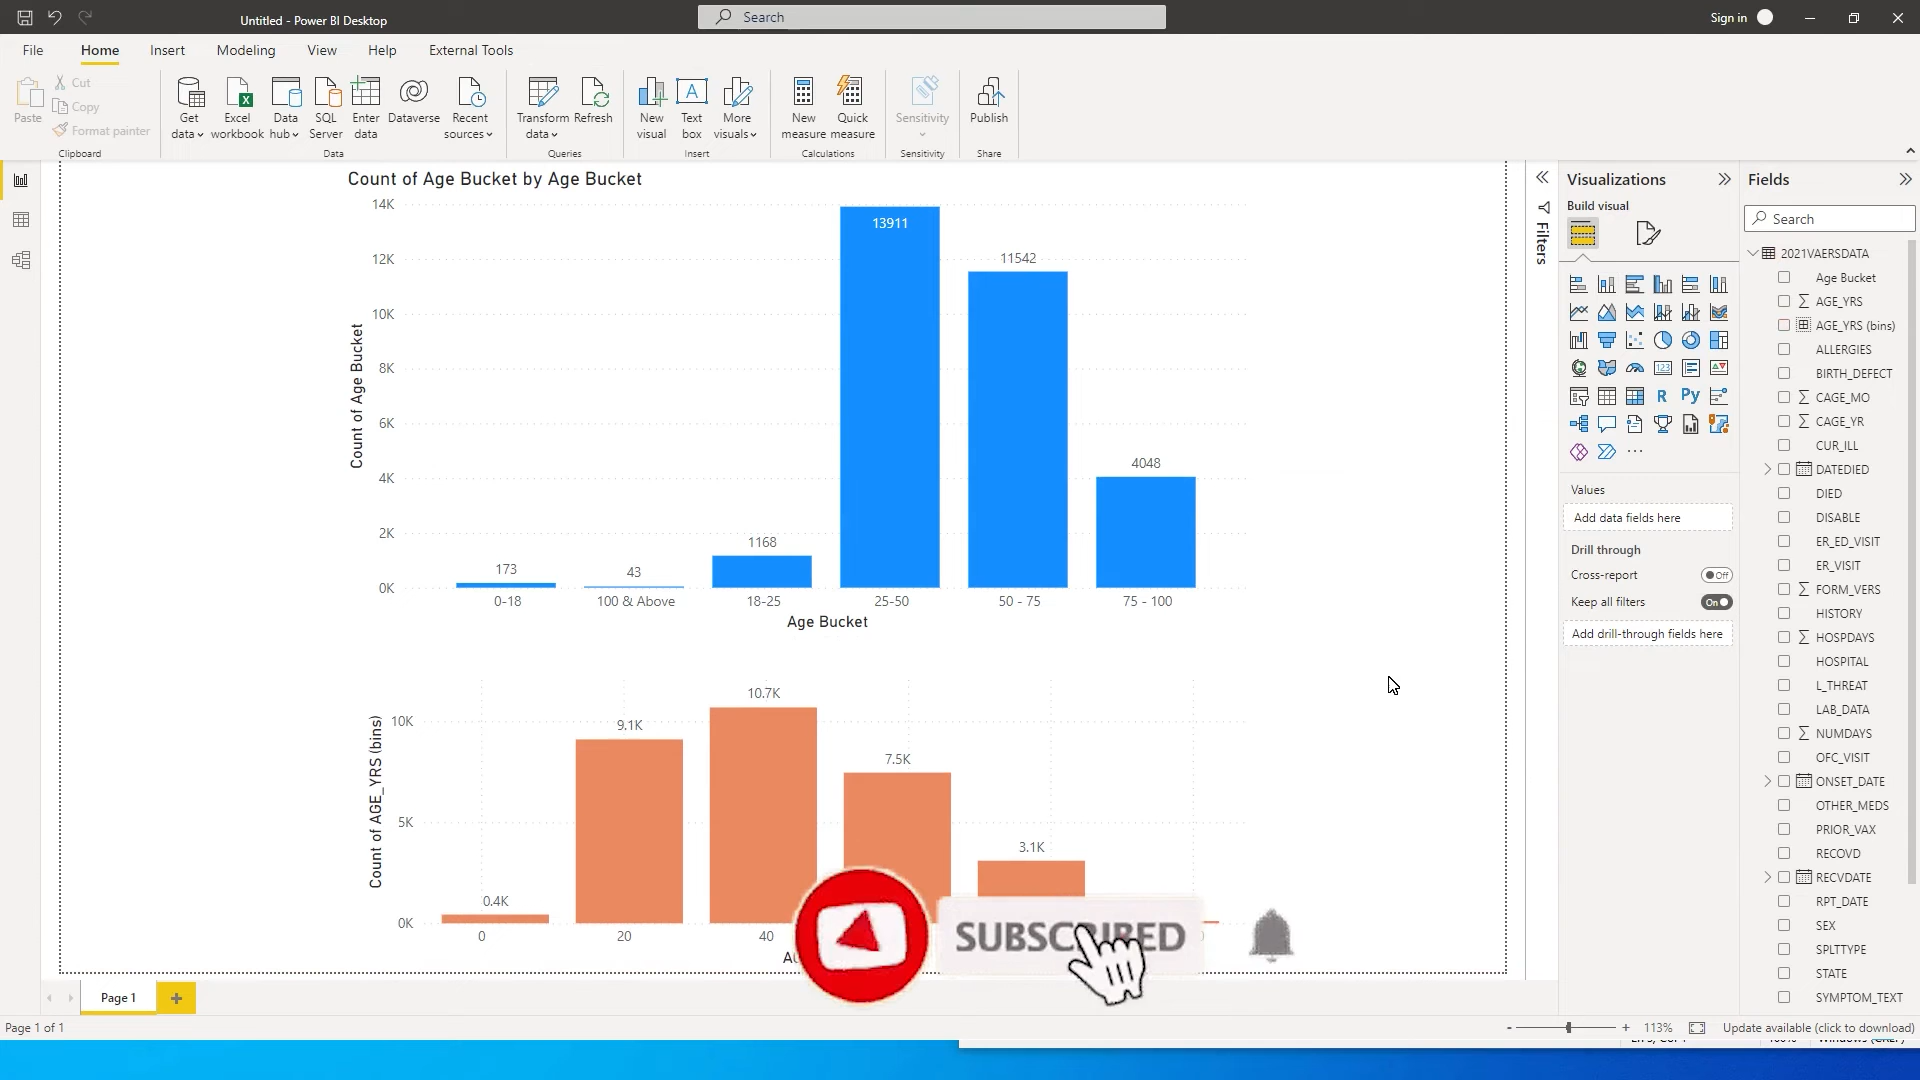 Untitled - Power BI Desktop
Search
Sign in
File
Home
Insert
Modeling
View
Help
External Tools
Paste
Cut
Copy
Format painter
Clipboard
Get data
Excel workbook
Data hub
SQL Server
Enter data
Dataverse
Recent sources
Data
Transform data
Refresh
Queries
New visual
Text box
More visuals
Insert
New measure
Quick measure
Calculations
Sensitivity
Sensitivity
Publish
Share
Count of Age Bucket by Age Bucket
Count of Age Bucket
14K
12K
10K
8K
6K
4K
2K
0K
173
43
1168
13911
11542
4048
0-18
100 & Above
18-25
25-50
50 - 75
75 - 100
Age Bucket
Count of AGE_YRS (bins)
10K
5K
0K
0.4K
9.1K
10.7K
7.5K
3.1K
0
20
40
SUBSCRIBED
Filters
Visualizations
Build visual
123
R
Py
Values
Add data fields here
Drill through
Cross-report
Off
Keep all filters
On
Add drill-through fields here
Fields
Search
2021VAERSDATA
Age Bucket
AGE_YRS
AGE_YRS (bins)
ALLERGIES
BIRTH_DEFECT
CAGE_MO
CAGE_YR
CUR_ILL
DATEDIED
DIED
DISABLE
ER_ED_VISIT
ER_VISIT
FORM_VERS
HISTORY
HOSPDAYS
HOSPITAL
L_THREAT
LAB_DATA
NUMDAYS
OFC_VISIT
ONSET_DATE
OTHER_MEDS
PRIOR_VAX
RECOVD
RECVDATE
RPT_DATE
SEX
SPLTTYPE
STATE
SYMPTOM_TEXT
Page 1
Page 1 of 1
113%
Update available (click to download)